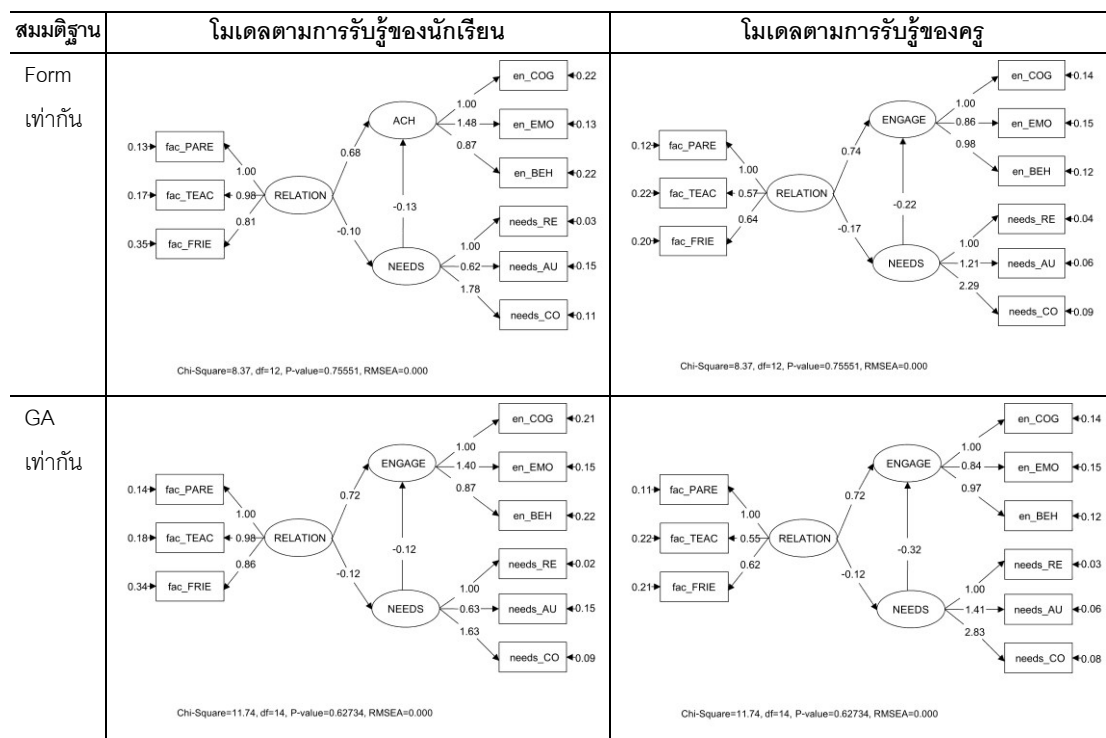 สมมติฐาน โมเดลตามการรับรู้ของนักเรียน โมเดลตามการรับรู้ของครู
Form
เท่ากัน
en_COG 0.22
1.00
ACH 1.48 en_EMO 0.13
0.87
0.13 fac_PARE 0.68 en_BEH 0.22
1.00
0.17 fac_TEAC 0.98 RELATION -0.13
0.81 needs_RE 0.03
-0.10 1.00
0.35 fac_FRIE NEEDS 0.62 needs_AU 0.15
1.78
needs_CO 0.11
Chi-Square=8.37, df=12, P-value=0.75551, RMSEA=0.000
en_COG 0.14
1.00
ENGAGE 0.86 en_EMO 0.15
0.98
0.12 fac_PARE 0.74 en_BEH 0.12
1.00
0.22 fac_TEAC 0.57 RELATION -0.22
0.64 needs_RE 0.04
-0.17 1.00
0.20 fac_FRIE NEEDS 1.21 needs_AU 0.06
2.29
needs_CO 0.09
Chi-Square=8.37, df=12, P-value=0.75551, RMSEA=0.000
GA
เท่ากัน
en_COG 0.21
1.00
ENGAGE 1.40 en_EMO 0.15
0.87
0.14 fac_PARE 0.72 en_BEH 0.22
1.00
0.18 fac_TEAC 0.98 RELATION -0.12
0.86 needs_RE 0.02
-0.12 1.00
0.34 fac_FRIE NEEDS 0.63 needs_AU 0.15
1.63
needs_CO 0.09
Chi-Square=11.74, df=14, P-value=0.62734, RMSEA=0.000
en_COG 0.14
1.00
ENGAGE 0.84 en_EMO 0.15
0.97
0.11 fac_PARE 0.72 en_BEH 0.12
1.00
0.22 fac_TEAC 0.55 RELATION -0.32
0.62 needs_RE 0.03
-0.12 1.00
0.21 fac_FRIE NEEDS 1.41 needs_AU 0.06
2.83
needs_CO 0.08
Chi-Square=11.74, df=14, P-value=0.62734, RMSEA=0.000